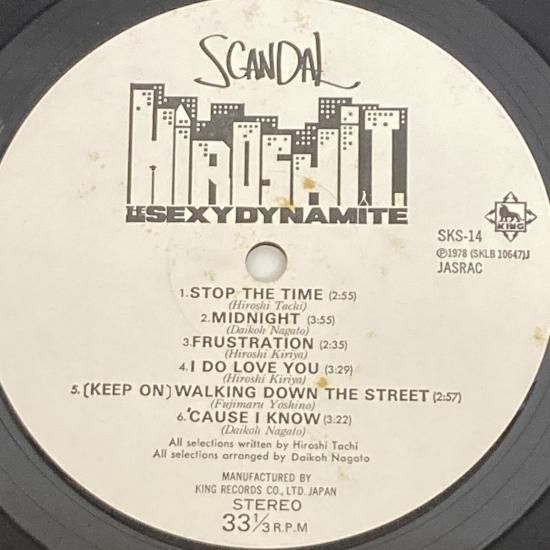 SCANDAL
HIROSHI T.
LE SEXY DYNAMITE
KING
SKS-14
Ⓟ1978 (SKLB 10647)J
JASRAC
1.STOP THE TIME (2:55)
(Hiroshi Tachi)
2.MIDNIGHT (3:55)
(Daikoh Nagato)
3.FRUSTRATION (2:35)
(Hiroshi Kiriya)
4.I DO LOVE YOU (3:29)
(Hiroshi Kiriya)
5.(KEEP ON) WALKING DOWN THE STREET (2:57)
(Fujimaru Yoshino)
6.'CAUSE I KNOW (3:22)
(Daikoh Nagato)
All selections written by Hiroshi Tachi
All selections arranged by Daikoh Nagato
MANUFACTURED BY
KING RECORDS CO., LTD. JAPAN
STEREO
33 1/3 R.P.M